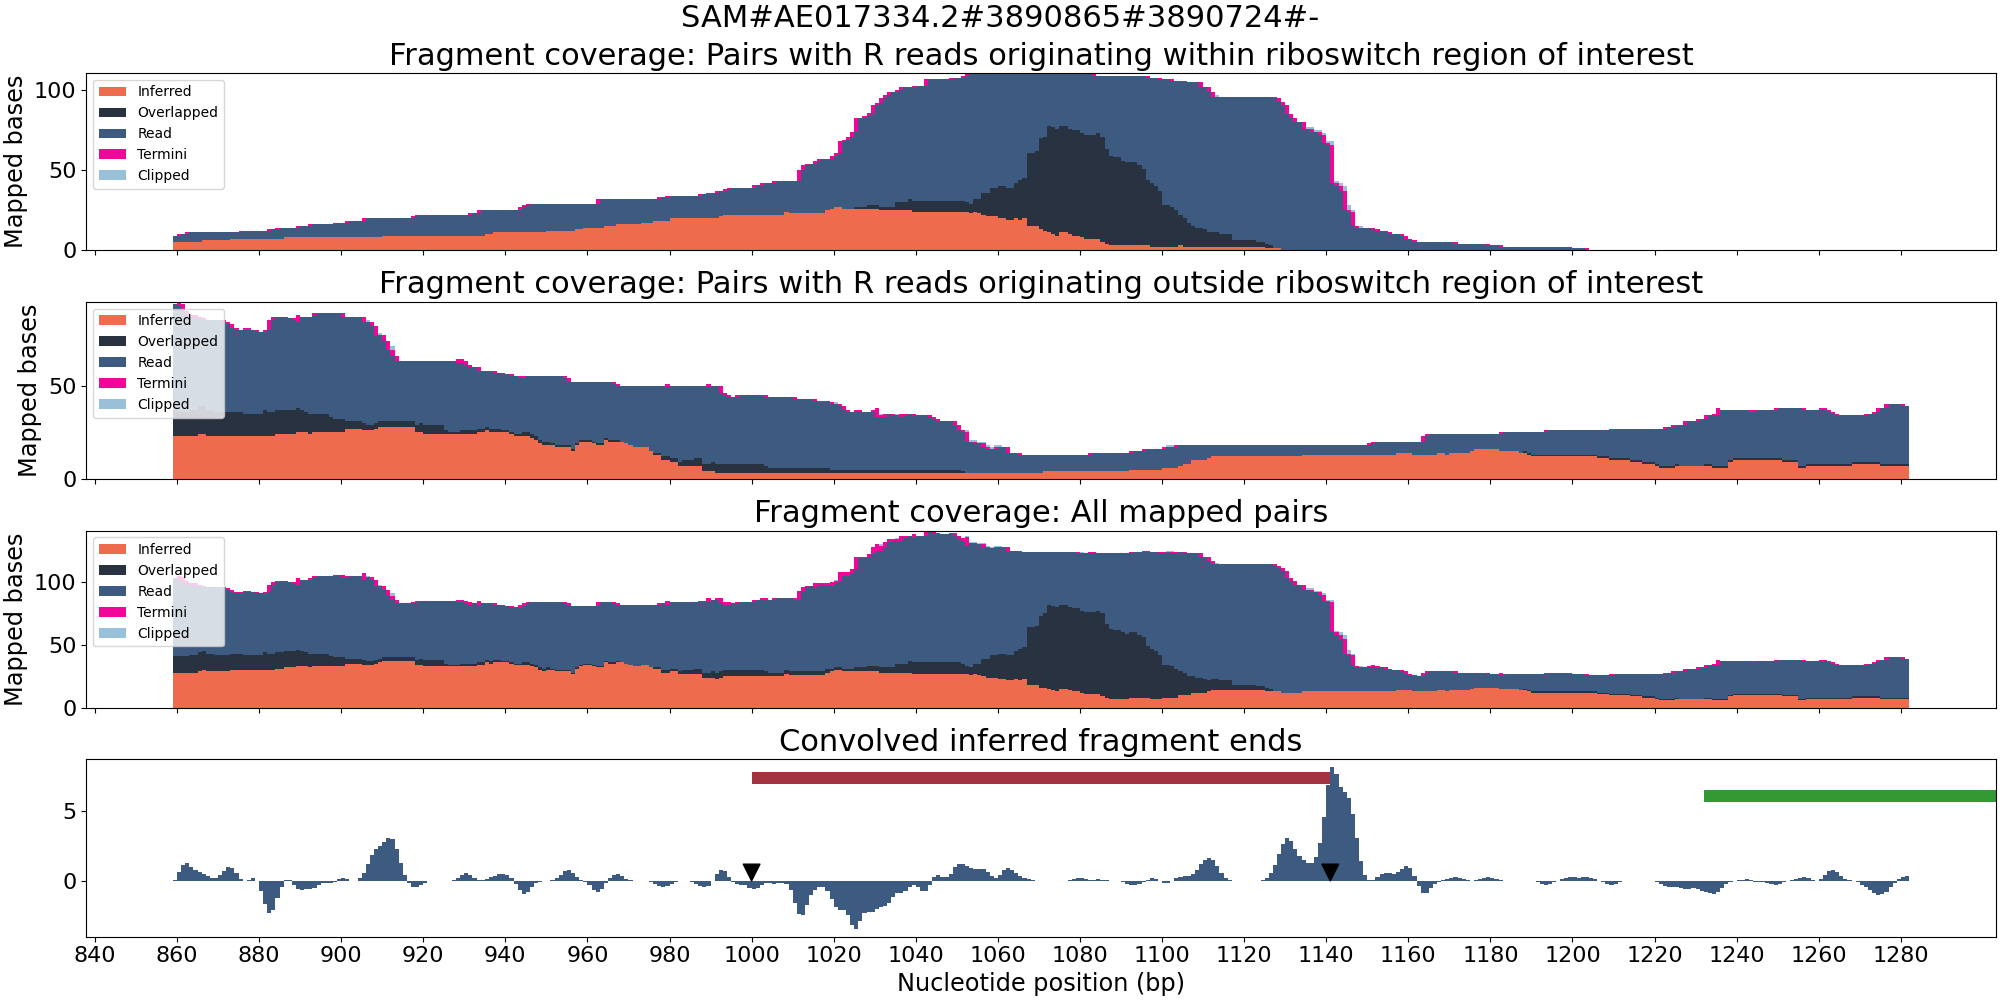 SAM#AE017334.2#3890865#3890724#-
Fragment coverage: Pairs with R reads originating within riboswitch region of interest
Mapped bases
100
50
0
Inferred
Overlapped
Read
Termini
Clipped
Fragment coverage: Pairs with R reads originating outside riboswitch region of interest
Mapped bases
50
0
Inferred
Overlapped
Read
Termini
Clipped
Fragment coverage: All mapped pairs
Mapped bases
100
50
0
Inferred
Overlapped
Read
Termini
Clipped
Convolved inferred fragment ends
5
0
840 860 880 900 920 940 960 980 1000 1020 1040 1060 1080 1100 1120 1140 1160 1180 1200 1220 1240 1260 1280
Nucleotide position (bp)